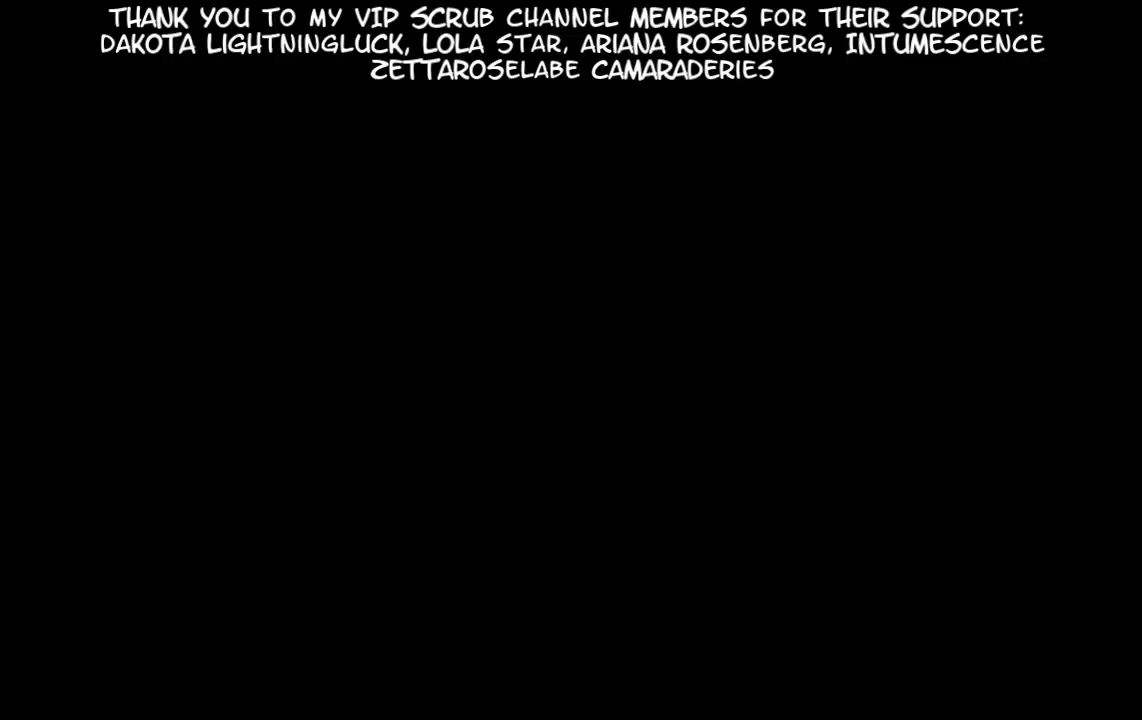 THANK YOU TO MY VIP SCRUB CHANNEL MEMBERS FOR THEIR SUPPORT:
DAKOTA LIGHTNINGLUCK, LOLA STAR, ARIANA ROSENBERG, INTUMESCENCE
ZETTAROSELABE CAMARADERIES